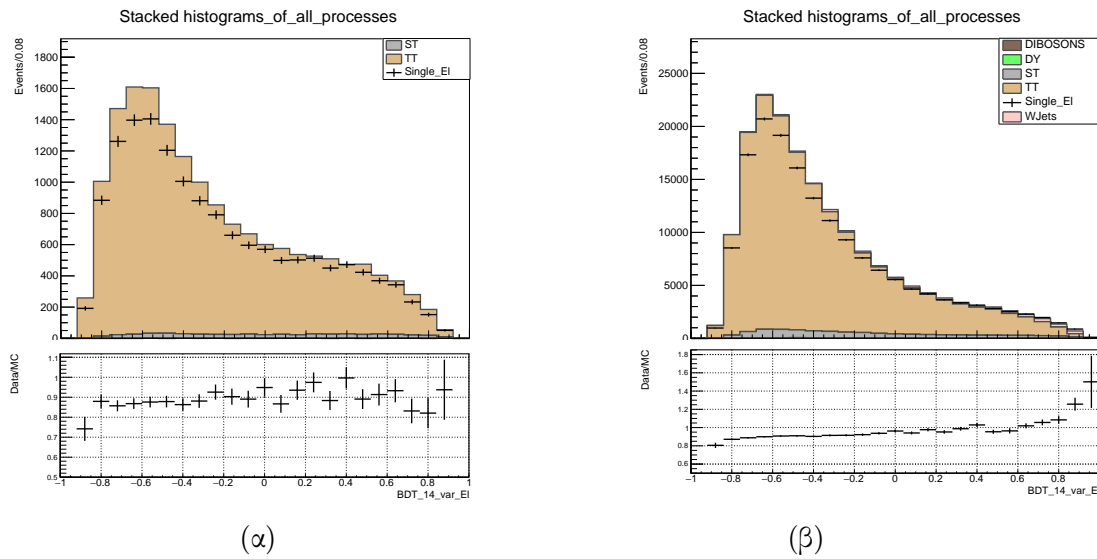 Stacked histograms_of_all_processes
Events/0.08
1800
1600
1400
1200
1000
800
600
400
200
0
ST
TT
Single_El
Data/MC
1.1
1
0.9
0.8
0.7
0.6
0.5
−1 −0.8 −0.6 −0.4 −0.2 0 0.2 0.4 0.6 0.8 1
BDT_14_var_El
(α)
Stacked histograms_of_all_processes
Events/0.08
25000
20000
15000
10000
5000
0
DIBOSONS
DY
ST
TT
Single_El
WJets
Data/MC
1.8
1.6
1.4
1.2
1
0.8
0.6
−1 −0.8 −0.6 −0.4 −0.2 0 0.2 0.4 0.6 0.8
BDT_14_var_E
(β)